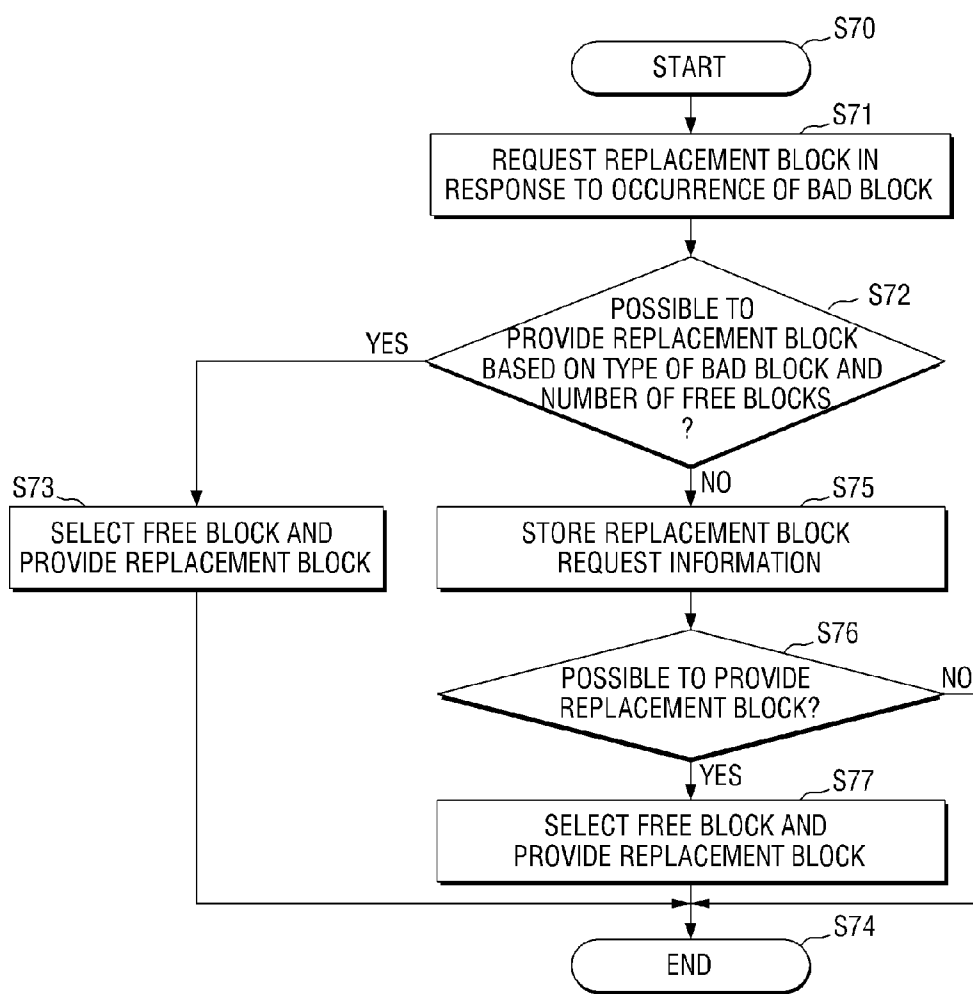 S70
START
S71
REQUEST REPLACEMENT BLOCK IN
RESPONSE TO OCCURRENCE OF BAD BLOCK
S72
POSSIBLE TO
PROVIDE REPLACEMENT BLOCK
BASED ON TYPE OF BAD BLOCK AND
NUMBER OF FREE BLOCKS
?
YES
NO
S73
SELECT FREE BLOCK AND
PROVIDE REPLACEMENT BLOCK
S75
STORE REPLACEMENT BLOCK
REQUEST INFORMATION
S76
POSSIBLE TO PROVIDE
REPLACEMENT BLOCK?
NO
YES
S77
SELECT FREE BLOCK AND
PROVIDE REPLACEMENT BLOCK
S74
END